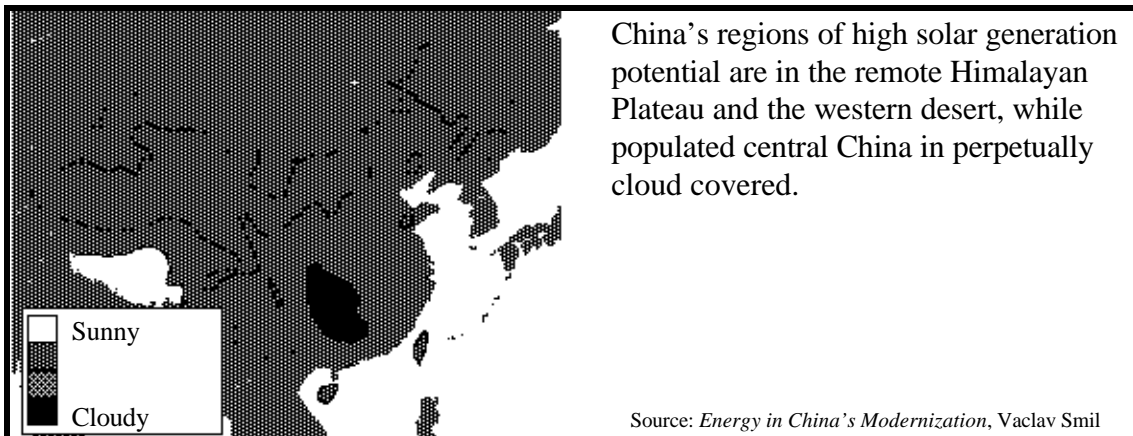 China’s regions of high solar generation
potential are in the remote Himalayan
Plateau and the western desert, while
populated central China in perpetually
cloud covered.
Sunny
Cloudy
Source: Energy in China’s Modernization, Vaclav Smil